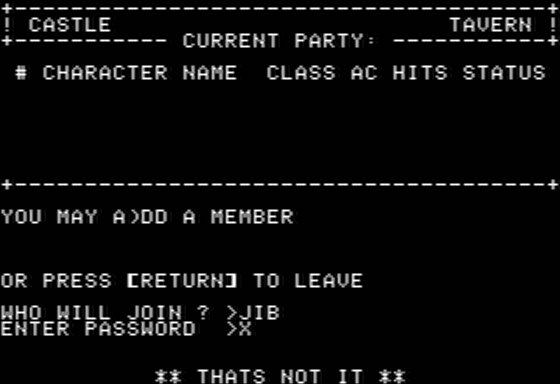 +--------------------------------------+
! CASTLE                        TAVERN !
+----------- CURRENT PARTY: -----------+
 # CHARACTER NAME  CLASS AC HITS STATUS
+--------------------------------------+
YOU MAY A)DD A MEMBER
OR PRESS [RETURN] TO LEAVE
WHO WILL JOIN ? >JIB
ENTER PASSWORD  >X
** THATS NOT IT **